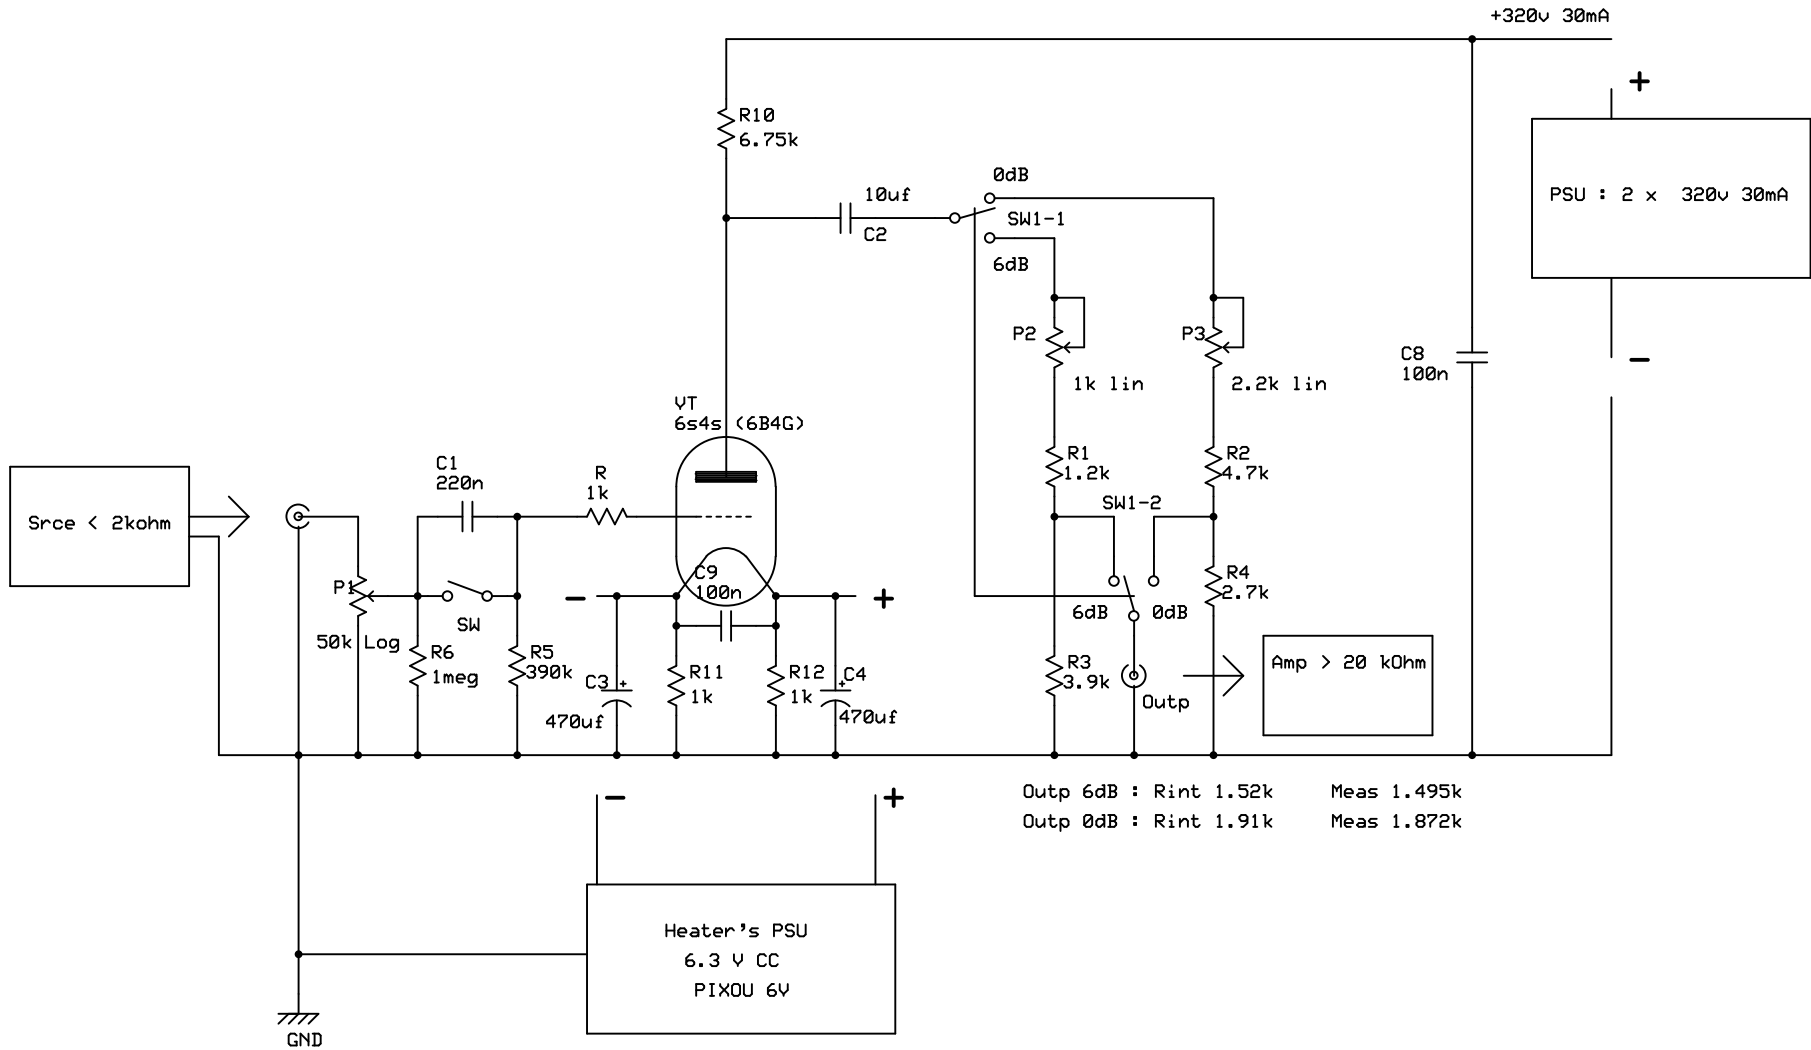 +320v 30mA
+
R10
6.75k
PSU : 2 x 320v 30mA
0dB
10uf
SW1-1
C2
6dB
P2
P3
1k lin
2.2k lin
C8
100n
−
VT
6s4s (6B4G)
C1
220n
R
1k
R1
1.2k
R2
4.7k
SW1-2
Srce < 2kohm
P1
50k Log
SW
C9
100n
−
+
6dB
0dB
R4
2.7k
R6
1meg
R5
390k
C3
+
470uf
R11
1k
R12
1k
+
C4
470uf
R3
3.9k
Outp
Amp > 20 kOhm
Outp 6dB : Rint 1.52k Meas 1.495k
Outp 0dB : Rint 1.91k Meas 1.872k
−
+
Heater's PSU
6.3 V CC
PIXOU 6V
GND